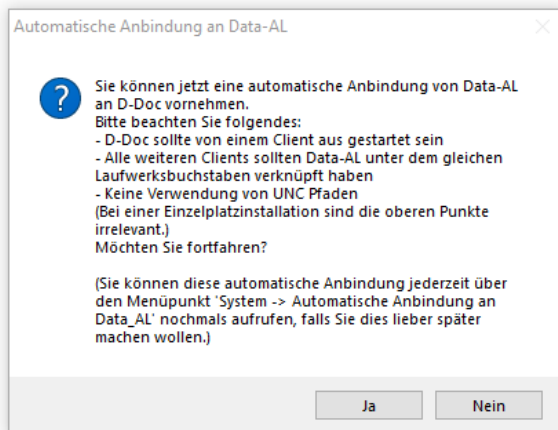 Automatische Anbindung an Data-AL
Sie können jetzt eine automatische Anbindung von Data-AL
an D-Doc vornehmen.
Bitte beachten Sie folgendes:
- D-Doc sollte von einem Client aus gestartet sein
- Alle weiteren Clients sollten Data-AL unter dem gleichen
Laufwerksbuchstaben verknüpft haben
- Keine Verwendung von UNC Pfaden
(Bei einer Einzelplatzinstallation sind die oberen Punkte
irrelevant.)
Möchten Sie fortfahren?
(Sie können diese automatische Anbindung jederzeit über
den Menüpunkt 'System -> Automatische Anbindung an
Data_AL' nochmals aufrufen, falls Sie dies lieber später
machen wollen.)
Ja
Nein